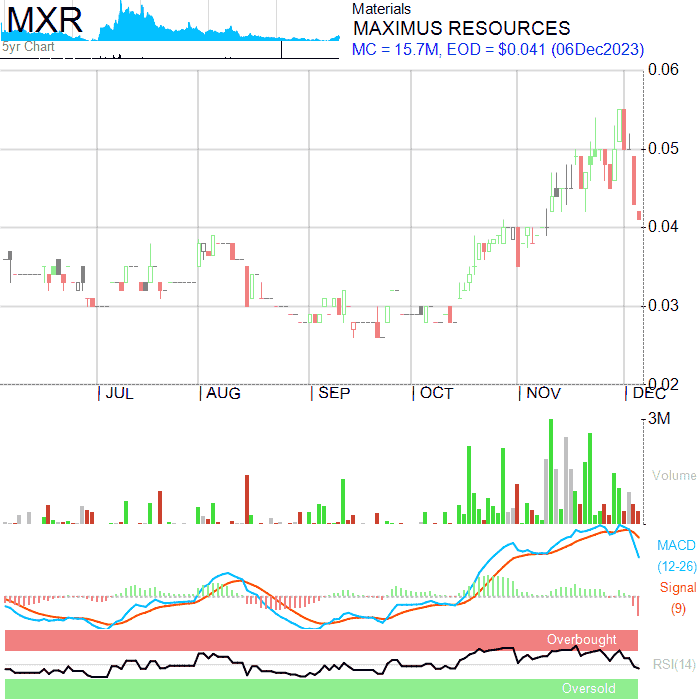 MXR
5yr Chart
Materials
MAXIMUS RESOURCES
MC = 15.7M, EOD = $0.041 (06Dec2023)
0.06
0.05
0.04
0.03
0.02
JUL AUG SEP OCT NOV DEC
3M
Volume
MACD
(12-26)
Signal
(9)
Overbought
RSI(14)
Oversold